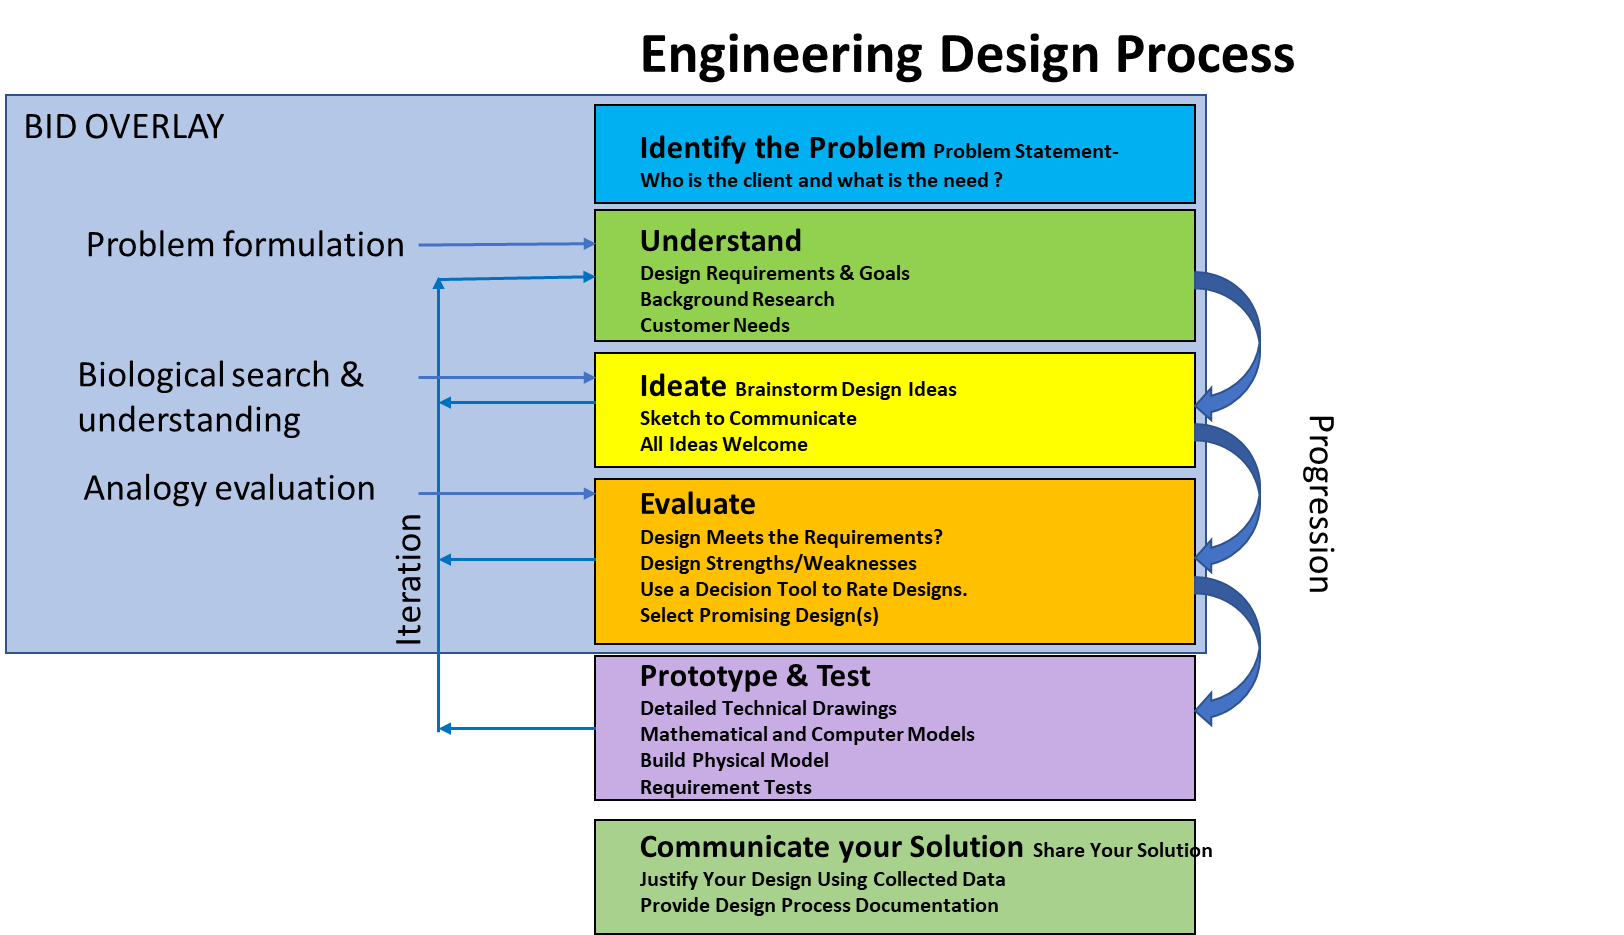 Engineering Design Process
BID OVERLAY
Identify the Problem Problem Statement-
Who is the client and what is the need ?
Problem formulation
Understand
Design Requirements & Goals
Background Research
Customer Needs
Biological search &
understanding
Ideate Brainstorm Design Ideas
Sketch to Communicate
All Ideas Welcome
Analogy evaluation
Evaluate
Design Meets the Requirements?
Design Strengths/Weaknesses
Use a Decision Tool to Rate Designs.
Select Promising Design(s)
Iteration
Progression
Prototype & Test
Detailed Technical Drawings
Mathematical and Computer Models
Build Physical Model
Requirement Tests
Communicate your Solution Share Your Solution
Justify Your Design Using Collected Data
Provide Design Process Documentation